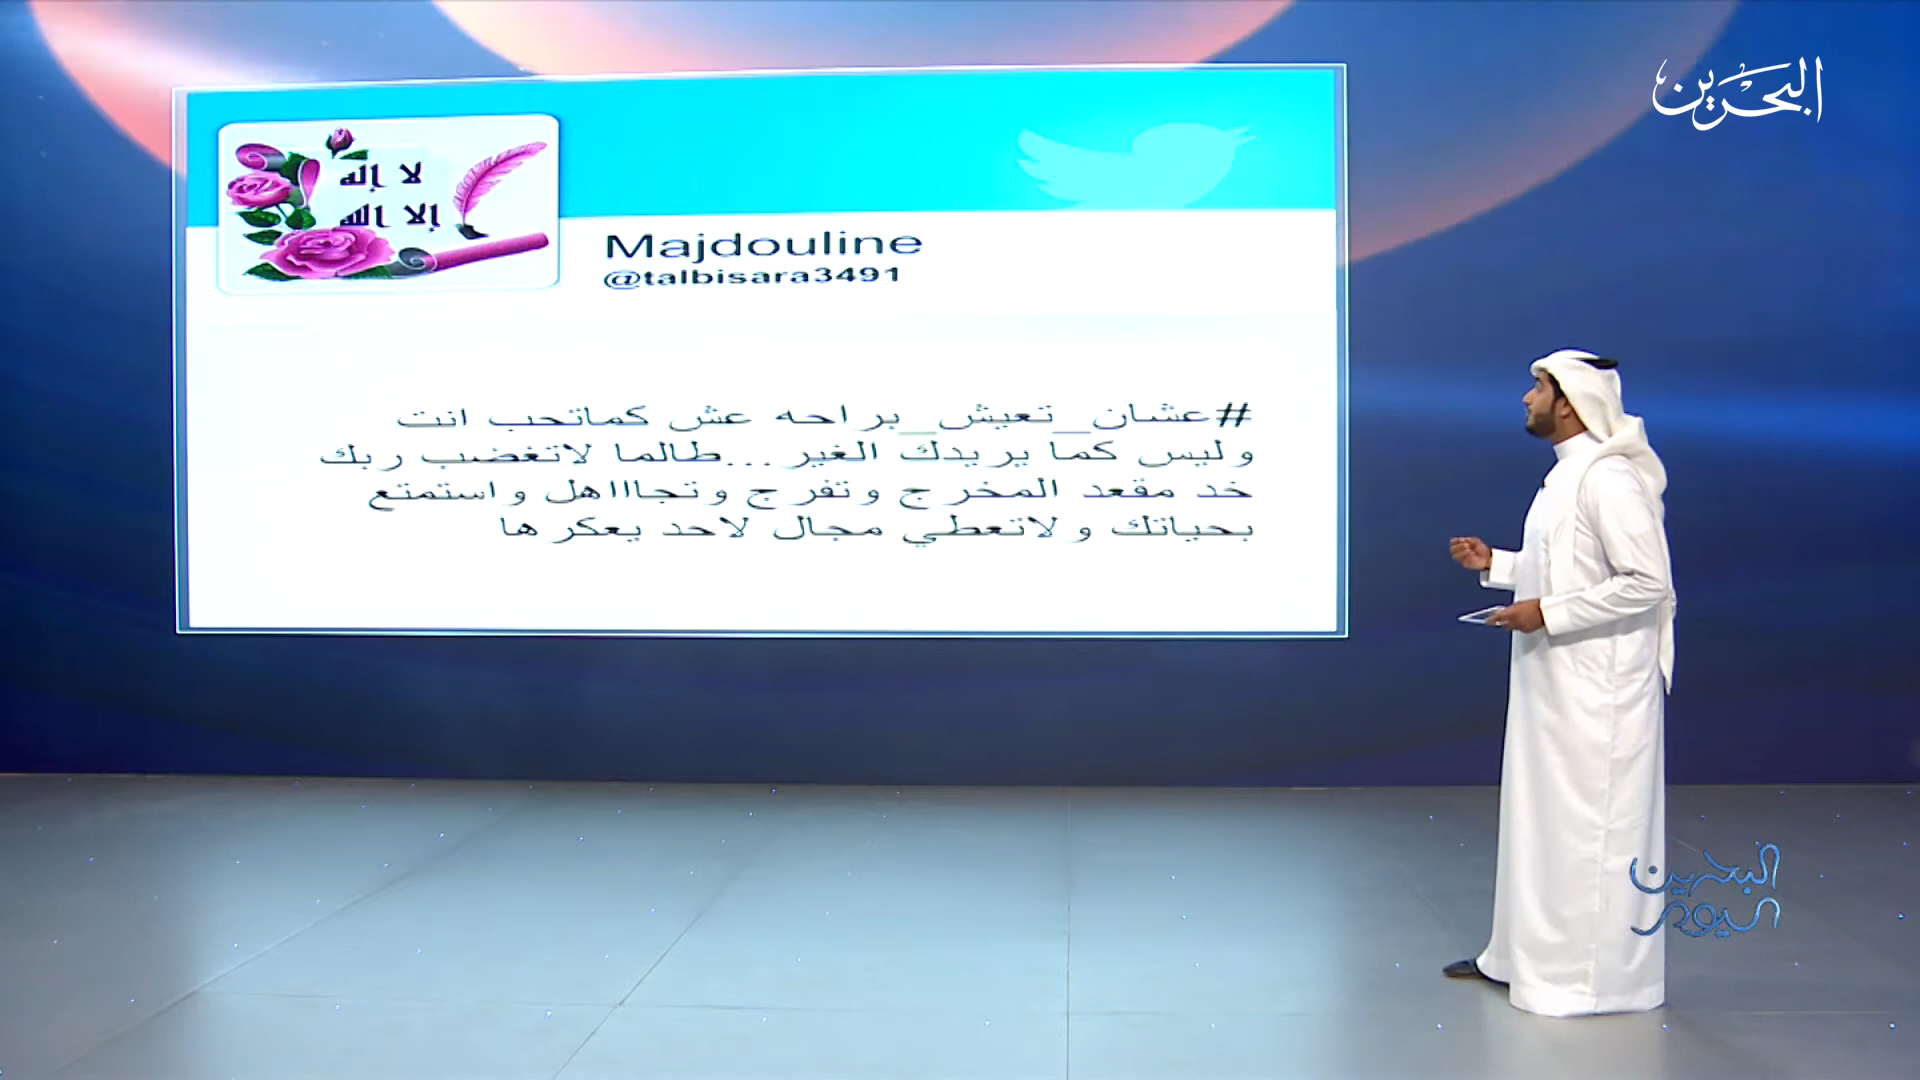 البحرين
لا إله
إلا الله
Majdouline
@talbisara3491
#عشان_تعيش_براحه عش كماتحب انت
وليس كما يريدك الغير...طالما لاتغضب ربك
خد مقعد المخرج وتفرج وتجاااهل واستمتع
بحياتك ولاتعطي مجال لاحد يعكرها
البحرين
اليوم